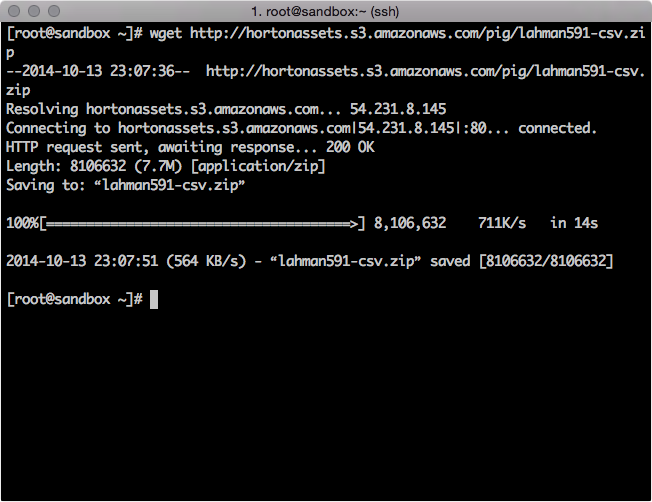 1. root@sandbox:~ (ssh)
[root@sandbox ~]# wget http://hortonassets.s3.amazonaws.com/pig/lahman591-csv.zi
p
--2014-10-13 23:07:36--  http://hortonassets.s3.amazonaws.com/pig/lahman591-csv.
zip
Resolving hortonassets.s3.amazonaws.com... 54.231.8.145
Connecting to hortonassets.s3.amazonaws.com|54.231.8.145|:80... connected.
HTTP request sent, awaiting response... 200 OK
Length: 8106632 (7.7M) [application/zip]
Saving to: “lahman591-csv.zip”
100%[======================================>] 8,106,632    711K/s   in 14s
2014-10-13 23:07:51 (564 KB/s) - “lahman591-csv.zip” saved [8106632/8106632]
[root@sandbox ~]#